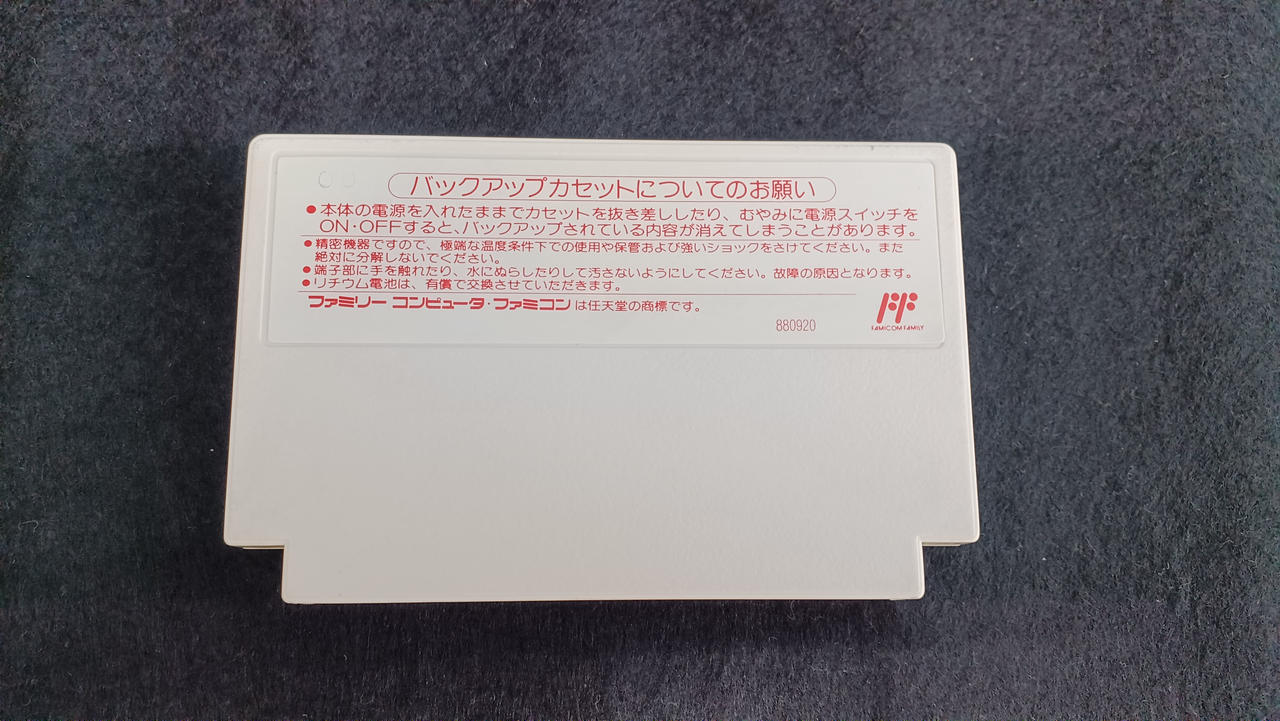 バックアップカセットについてのお願い
●本体の電源を入れたままでカセットを抜き差ししたり、むやみに電源スイッチを
ON・OFFすると、バックアップされている内容が消えてしまうことがあります。
●精密機器ですので、極端な温度条件下での使用や保管および強いショックをさけてください。また
絶対に分解しないでください。
●端子部に手を触れたり、水にぬらしたりして汚さないようにしてください。故障の原因となります。
●リチウム電池は、有償で交換させていただきます。
ファミリー コンピュータ・ファミコンは任天堂の商標です。
880920
FAMICOM FAMILY